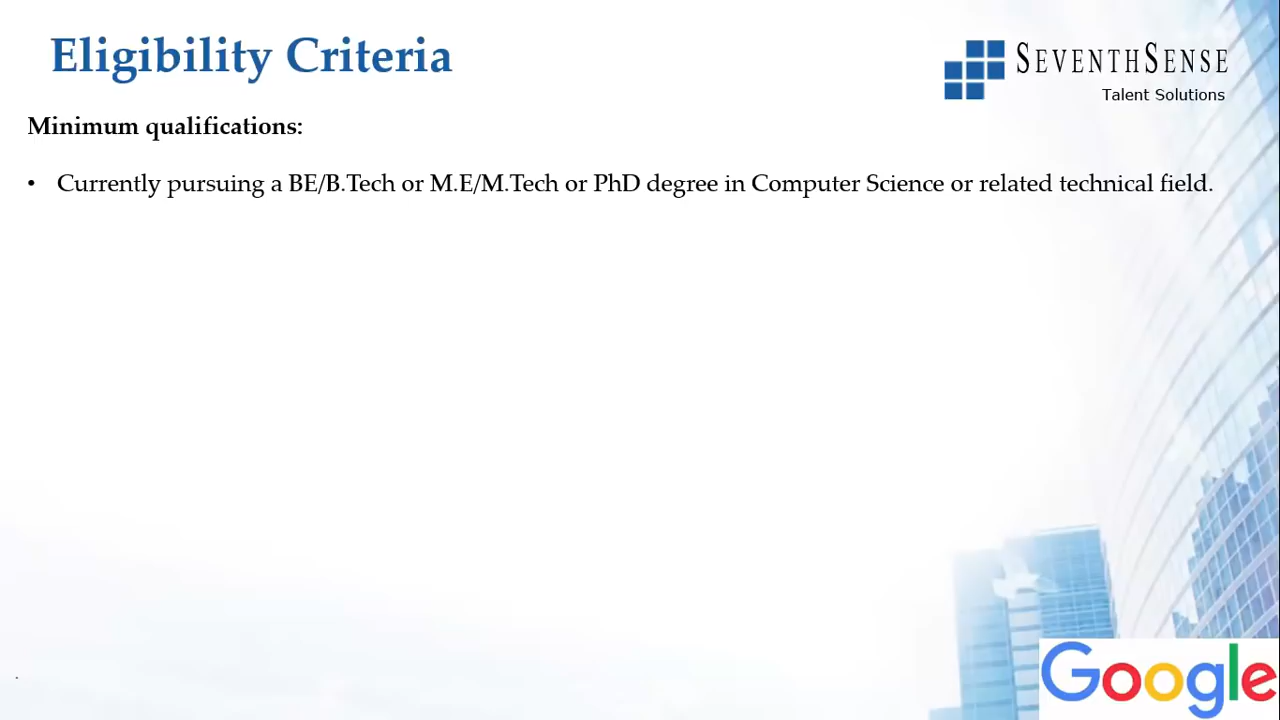 Eligibility Criteria
SEVENTHSENSE
Talent Solutions
Minimum qualifications:
• Currently pursuing a BE/B.Tech or M.E/M.Tech or PhD degree in Computer Science or related technical field.
.
Google